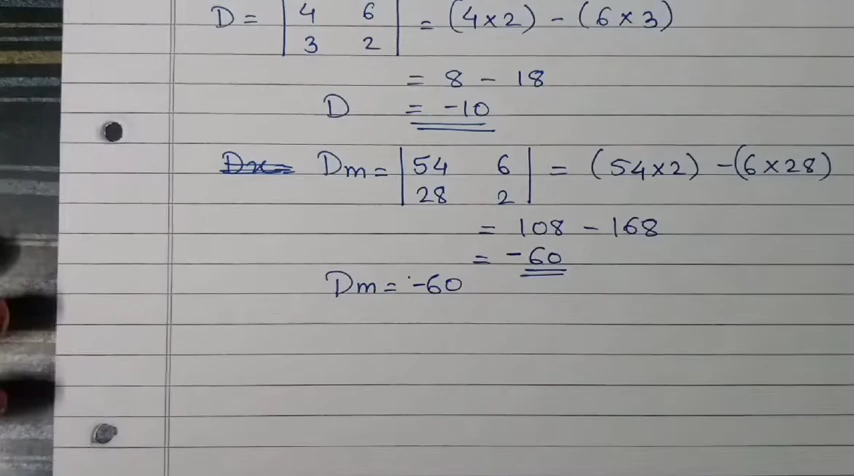 D = | 4 6 | = (4×2) - (6×3)
| 3 2 |
= 8 - 18
D = -10
Dx= Dm = | 54 6 | = (54×2) - (6×28)
| 28 2 |
= 108 - 168
= -60
Dm = -60